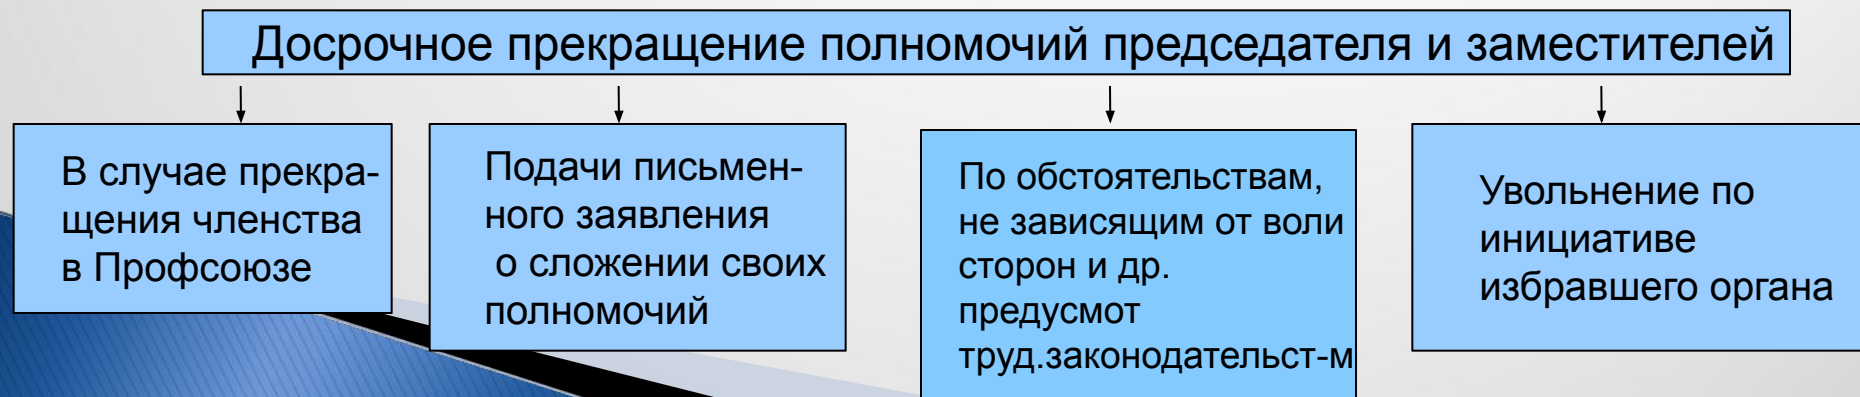 Досрочное прекращение полномочий председателя и заместителей
В случае прекра-
щения членства
в Профсоюзе
Подачи письмен-
ного заявления
о сложении своих
полномочий
По обстоятельствам,
не зависящим от воли
сторон и др.
предусмот
труд.законодательст-м
Увольнение по
инициативе
избравшего органа